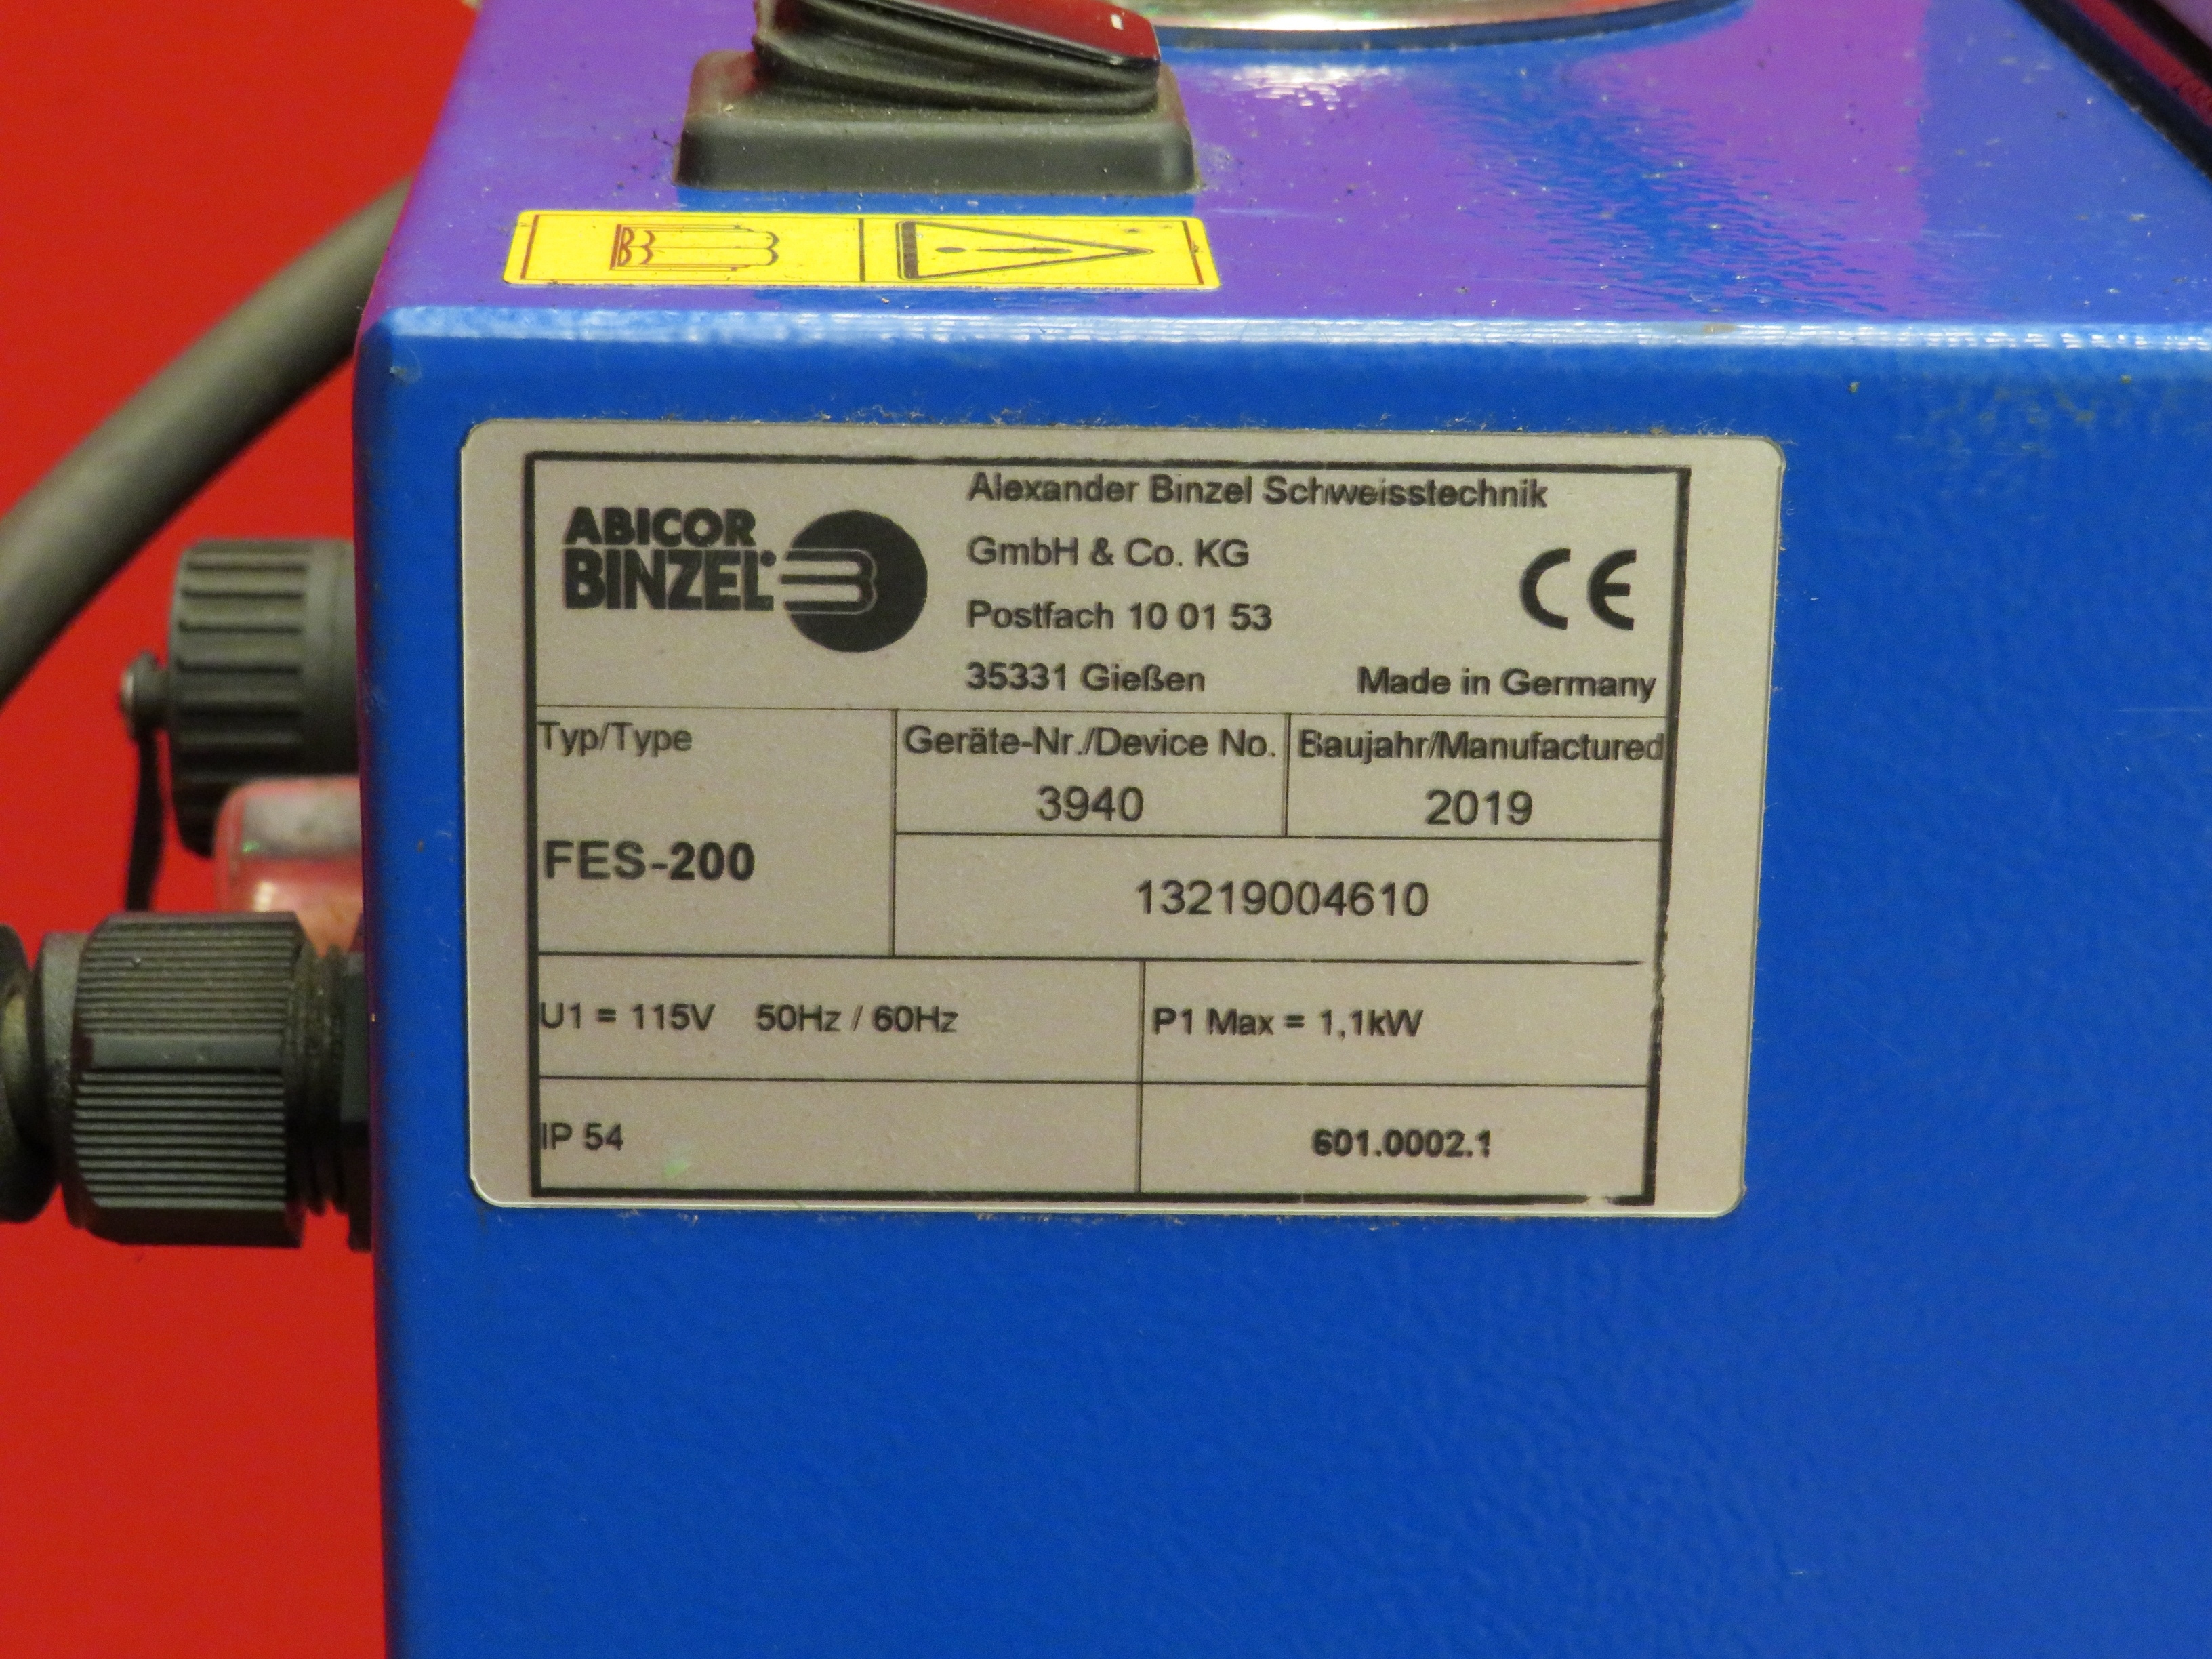 ABICOR
BINZEL
Alexander Binzel Schweisstechnik
GmbH & Co. KG
Postfach 10 01 53
35331 Gießen
CE
Made in Germany
Typ/Type
FES-200
Geräte-Nr./Device No.
3940
Baujahr/Manufactured
2019
13219004610
U1 = 115V 50Hz / 60Hz
P1 Max = 1,1kW
IP 54
601.0002.1